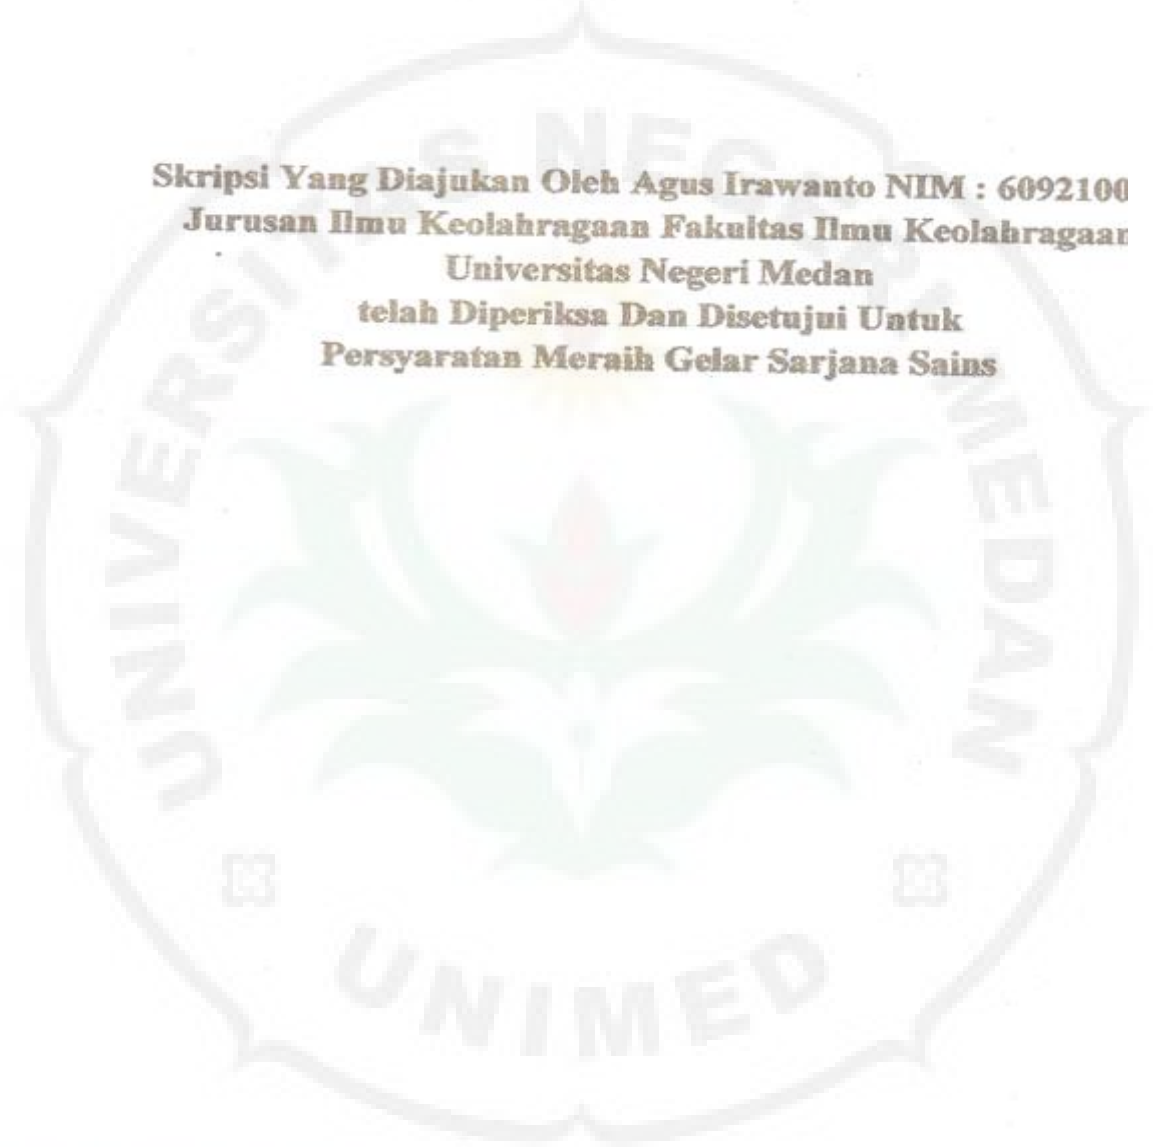 Skripsi Yang Diajukan Oleh Agus Irawanto NIM : 6092100
Jurusan Ilmu Keolahragaan Fakultas Ilmu Keolahragaan
Universitas Negeri Medan
telah Diperiksa Dan Disetujui Untuk
Persyaratan Meraih Gelar Sarjana Sains
UNIVERSITAS NEGERI MEDAN
UNIMED